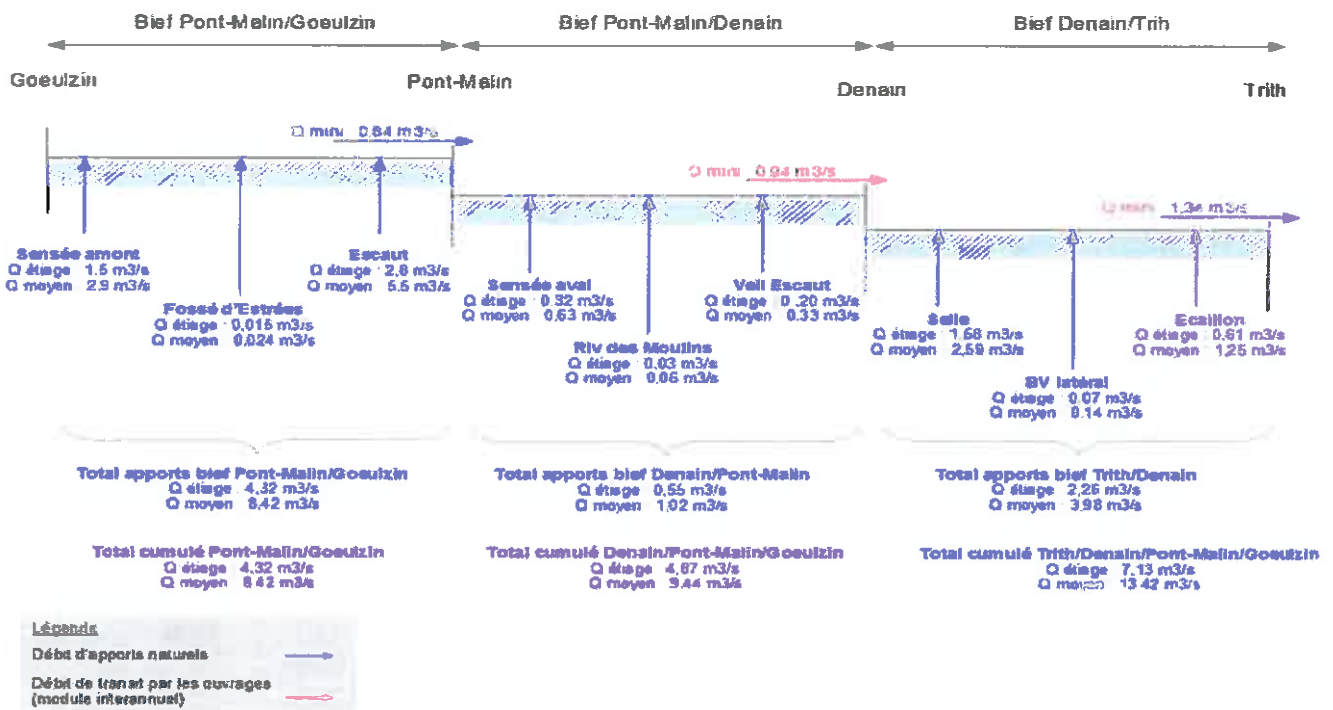 Bief Pont-Malin/Goeulzin
Bief Pont-Malin/Denain
Bief Denain/Trith
Goeulzin
Pont-Malin
Denain
Trith
Q mini 0.84 m3/s
Q mini 0.94 m3/s
Q mini 1,34 m3/s
Sensée amont
Q étiage : 1.5 m3/s
Q moyen : 2.9 m3/s
Fossé d'Estrées
Q étiage : 0,015 m3/s
Q moyen : 0,024 m3/s
Escaut
Q étiage : 2,8 m3/s
Q moyen : 5.5 m3/s
Sensée aval
Q étiage : 0.32 m3/s
Q moyen : 0.63 m3/s
Riv des Moulins
Q étiage : 0.03 m3/s
Q moyen : 0.06 m3/s
Q étiage : 0.20 m3/s
Q moyen : 0.33 m3/s
Selle
Q étiage : 1,58 m3/s
Q moyen : 2,59 m3/s
BV latéral
Q étiage : 0,07 m3/s
Q moyen : 0.14 m3/s
Ecaillon
Q étiage : 0.61 m3/s
Q moyen : 1,25 m3/s
Total apports bief Pont-Malin/Goeulzin
Q étiage : 4,32 m3/s
Q moyen : 8,42 m3/s
Total apports bief Denain/Pont-Malin
Q étiage : 0,55 m3/s
Q moyen : 1,02 m3/s
Total apports bief Trith/Denain
Q étiage : 2,26 m3/s
Q moyen : 3,98 m3/s
Total cumulé Pont-Malin/Goeulzin
Q étiage : 4,32 m3/s
Q moyen : 8.42 m3/s
Total cumulé Denain/Pont-Malin/Goeulzin
Q étiage : 4,87 m3/s
Q moyen : 9,44 m3/s
Total cumulé Trith/Denain/Pont-Malin/Goeulzin
Q étiage : 7,13 m3/s
Q moyen : 13.42 m3/s
Légende
Débit d'apports naturels
Débit de transit par les ouvrages
(module interannuel)